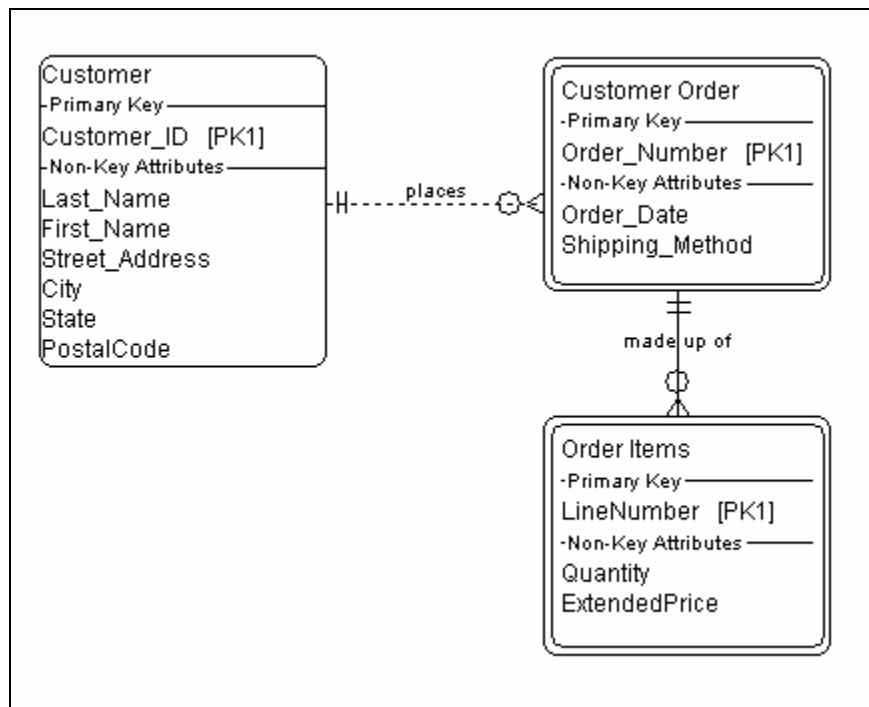 Customer
Primary Key
Customer_ID [PK1]
Non-Key Attributes
Last_Name
First_Name
Street_Address
City
State
PostalCode
places
Customer Order
Primary Key
Order_Number [PK1]
Non-Key Attributes
Order_Date
Shipping_Method
made up of
Order Items
Primary Key
LineNumber [PK1]
Non-Key Attributes
Quantity
ExtendedPrice